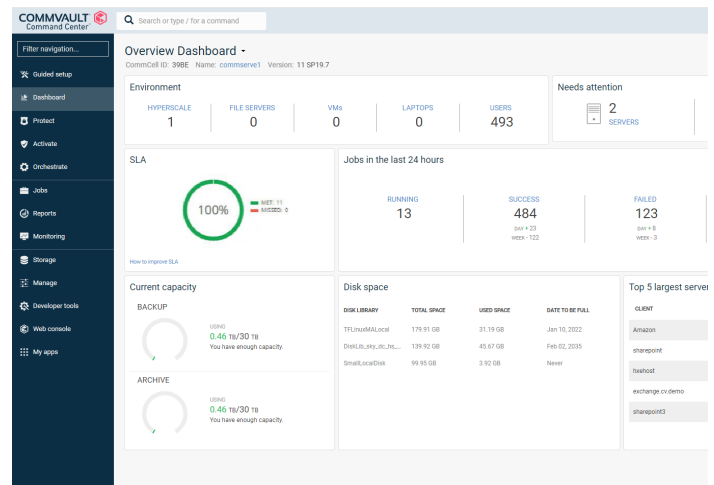 COMMVAULT
Command Center™
Search or type / for a command
Filter navigation...
Guided setup
Dashboard
Protect
Activate
Orchestrate
Jobs
Reports
Monitoring
Storage
Manage
Developer tools
Web console
My apps
Overview Dashboard
CommCell ID: 39BE Name: commserve1 Version: 11 SP19.7
Environment
HYPERSCALE FILE SERVERS VMs LAPTOPS USERS
1 0 0 0 493
Needs attention
2
SERVERS
SLA
100%
MET: 11
MISSED: 0
How to improve SLA
Jobs in the last 24 hours
RUNNING SUCCESS FAILED
13 484 123
DAY + 23 DAY + 8
WEEK - 122 WEEK - 3
Current capacity
BACKUP
USING
0.46 TB/30 TB
You have enough capacity.
ARCHIVE
USING
0.46 TB/30 TB
You have enough capacity.
Disk space
DISK LIBRARY TOTAL SPACE USED SPACE DATE TO BE FULL
TFLinuxMALocal 179.91 GB 31.19 GB Jan 10, 2022
DiskLib_sky_dc_hs_... 139.92 GB 45.67 GB Feb 02, 2035
SmallLocalDisk 99.95 GB 3.92 GB Never
Top 5 largest server
CLIENT
Amazon
sharepoint
hxehost
exchange.cv.demo
sharepoint3